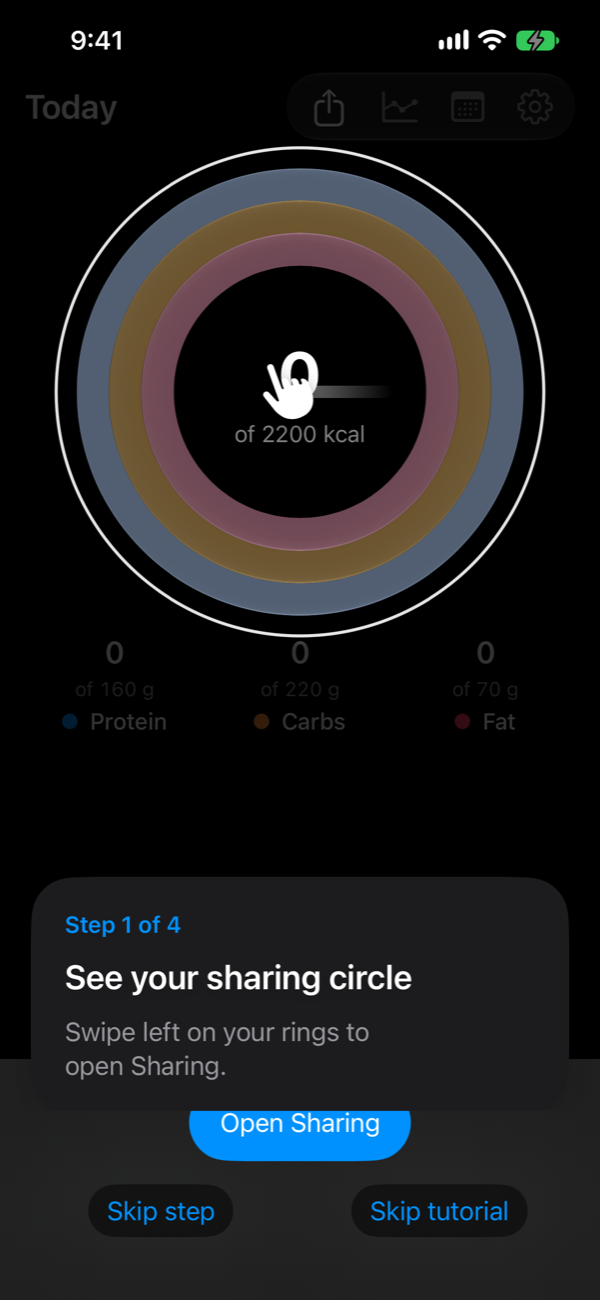 9:41
Today
0
of 2200 kcal
0
0
0
of 160 g
of 220 g
of 70 g
Protein
Carbs
Fat
Step 1 of 4
See your sharing circle
Swipe left on your rings to
open Sharing.
Open Sharing
Skip step
Skip tutorial